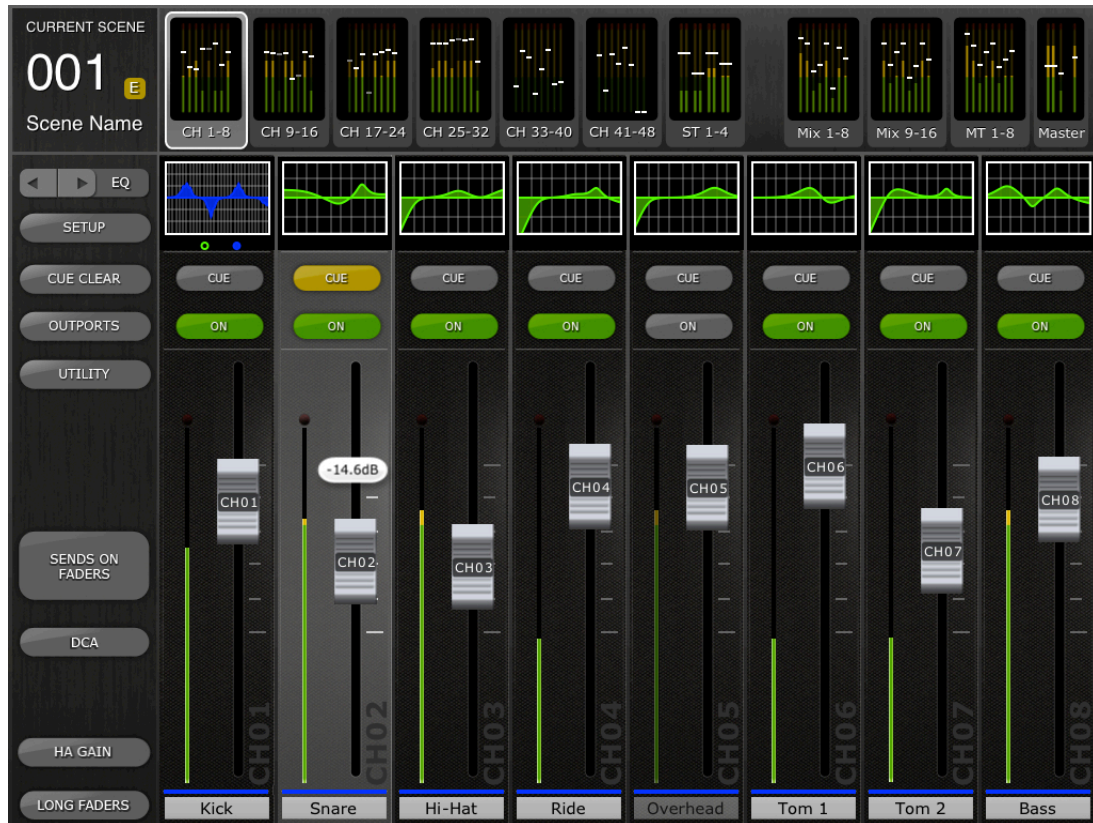 CURRENT SCENE
001 E
Scene Name
CH 1-8 CH 9-16 CH 17-24 CH 25-32 CH 33-40 CH 41-48 ST 1-4 Mix 1-8 Mix 9-16 MT 1-8 Master
EQ
SETUP
CUE CLEAR
OUTPORTS
UTILITY
SENDS ON
FADERS
DCA
HA GAIN
LONG FADERS
CUE CUE CUE CUE CUE CUE CUE CUE
ON ON ON ON ON ON ON ON
-14.6dB
CH01 CH02 CH03 CH04 CH05 CH06 CH07 CH08
CH01 CH02 CH03 CH04 CH05 CH06 CH07 CH08
Kick Snare Hi-Hat Ride Overhead Tom 1 Tom 2 Bass